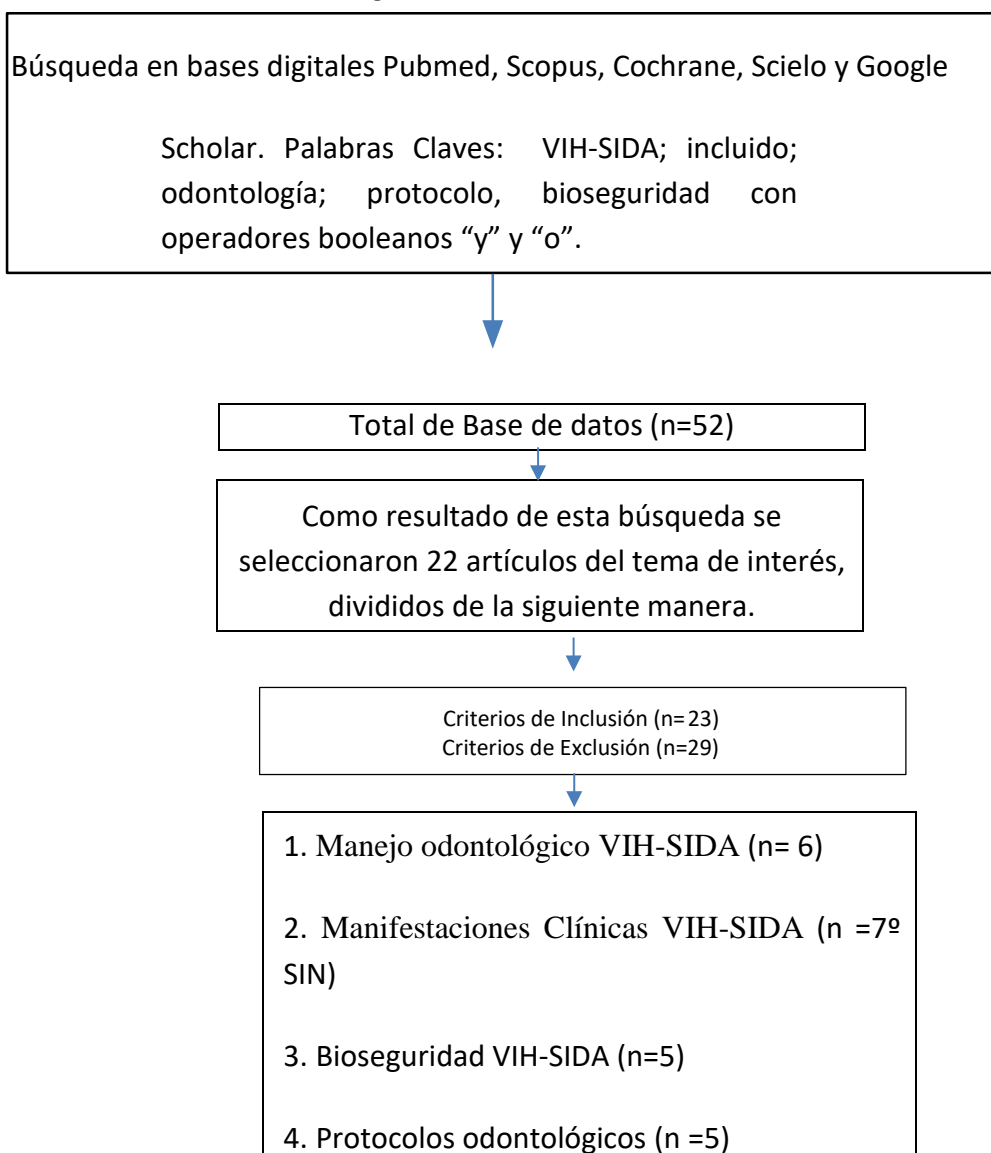 Búsqueda en bases digitales Pubmed, Scopus, Cochrane, Scielo y Google
Scholar. Palabras Claves: VIH-SIDA; incluido;
odontología; protocolo, bioseguridad con
operadores booleanos “y” y “o”.
Total de Base de datos (n=52)
Como resultado de esta búsqueda se
seleccionaron 22 artículos del tema de interés,
divididos de la siguiente manera.
Criterios de Inclusión (n=23)
Criterios de Exclusión (n=29)
1. Manejo odontológico VIH-SIDA (n= 6)
2. Manifestaciones Clínicas VIH-SIDA (n =7º
SIN)
3. Bioseguridad VIH-SIDA (n=5)
4. Protocolos odontológicos (n =5)